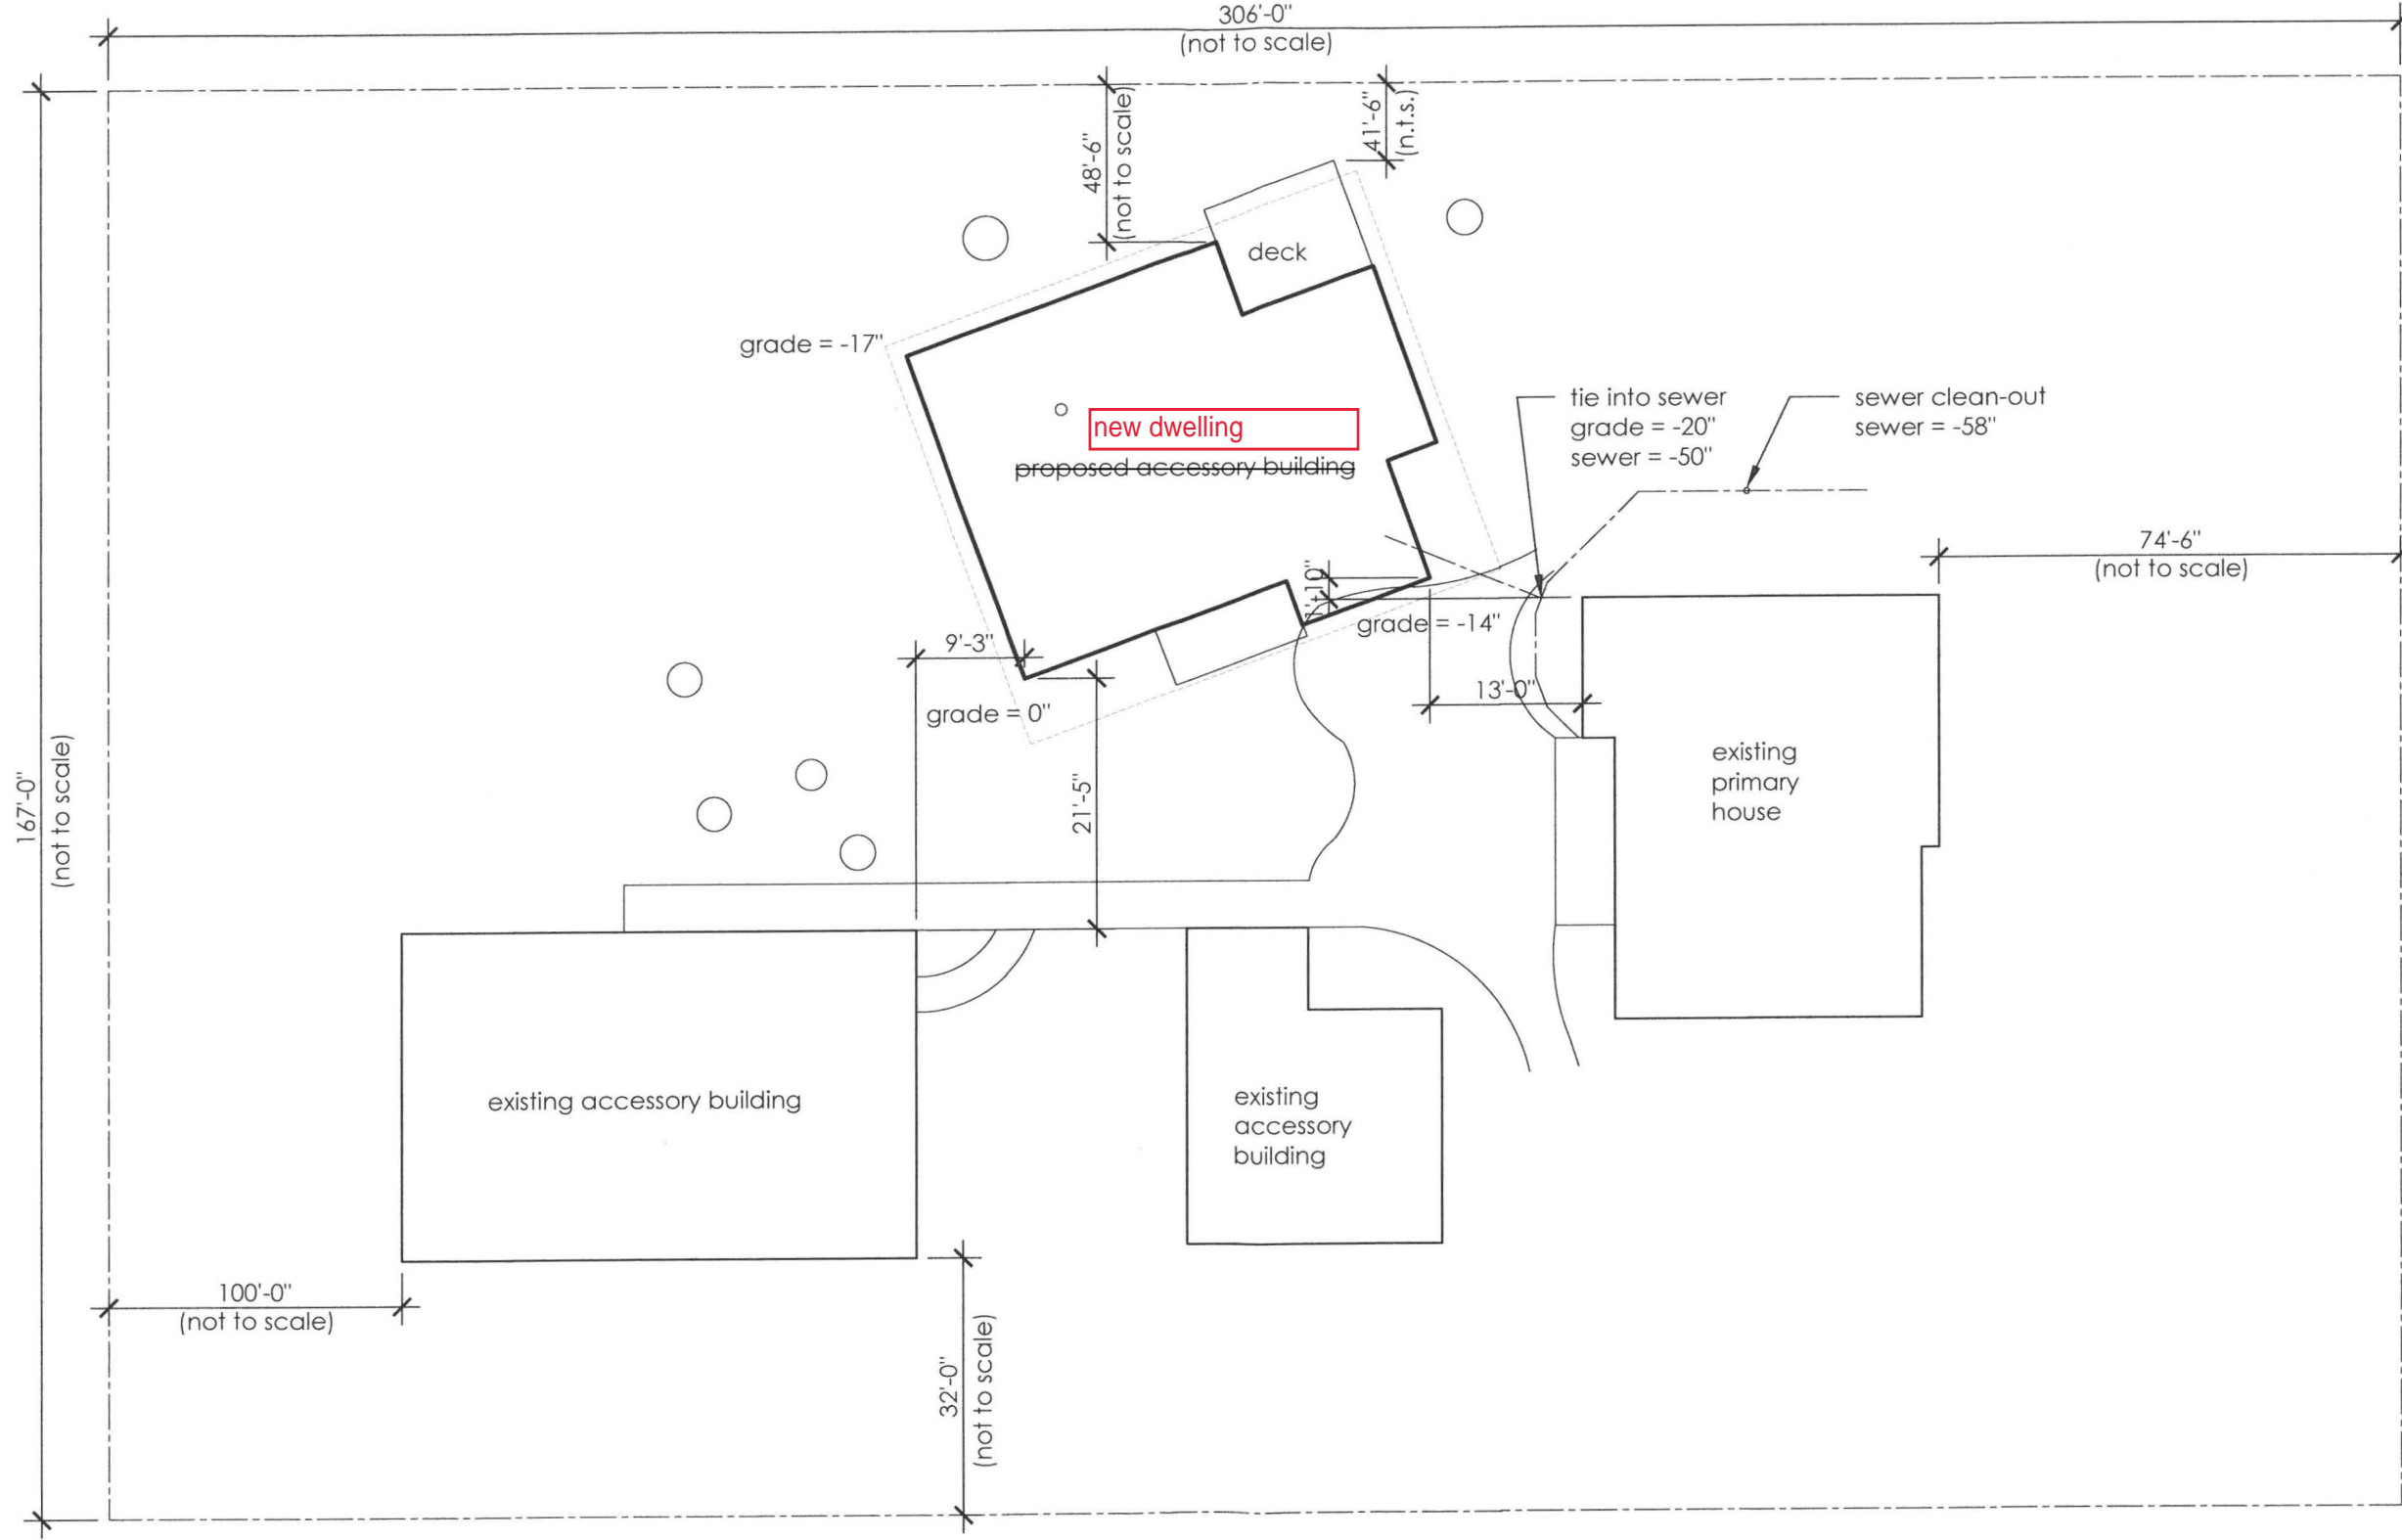 306'-0"
(not to scale)
48'-6"
(not to scale)
41'-6"
(n.t.s.)
deck
grade = -17"
new dwelling
proposed accessory building
tie into sewer
grade = -20"
sewer = -50"
sewer clean-out
sewer = -58"
74'-6"
(not to scale)
grade = -14"
9'-3"
13'-0"
grade = 0"
21'-5"
167'-0"
(not to scale)
existing
primary
house
existing accessory building
existing
accessory
building
100'-0"
(not to scale)
32'-0"
(not to scale)